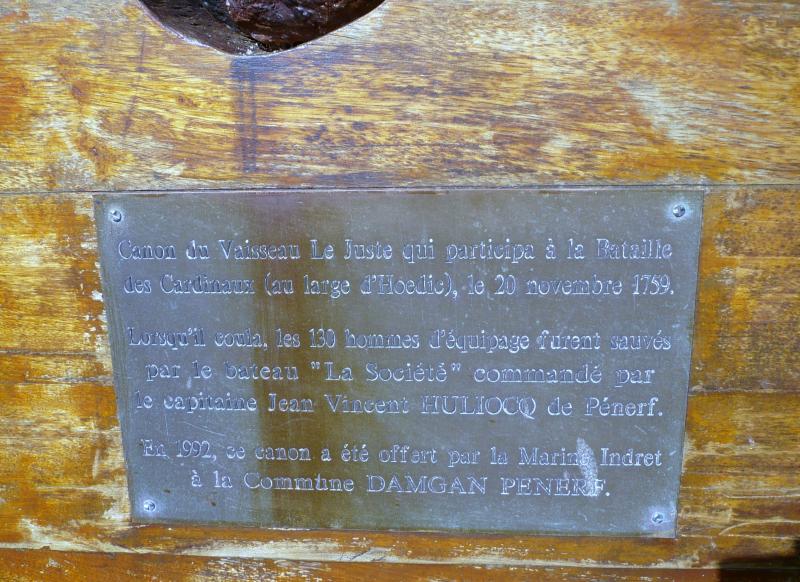 Canon du Vaisseau Le Juste qui participa à la Bataille
des Cardinaux (au large d'Hoedic), le 20 novembre 1759.
Lorsqu'il coula, les 130 hommes d'équipage furent sauvés
par le bateau "La Société" commandé par
le capitaine Jean Vincent HULIOCQ de Pénerf.
En 1992, ce canon a été offert par la Marine Indret
à la Commune DAMGAN PENERF.